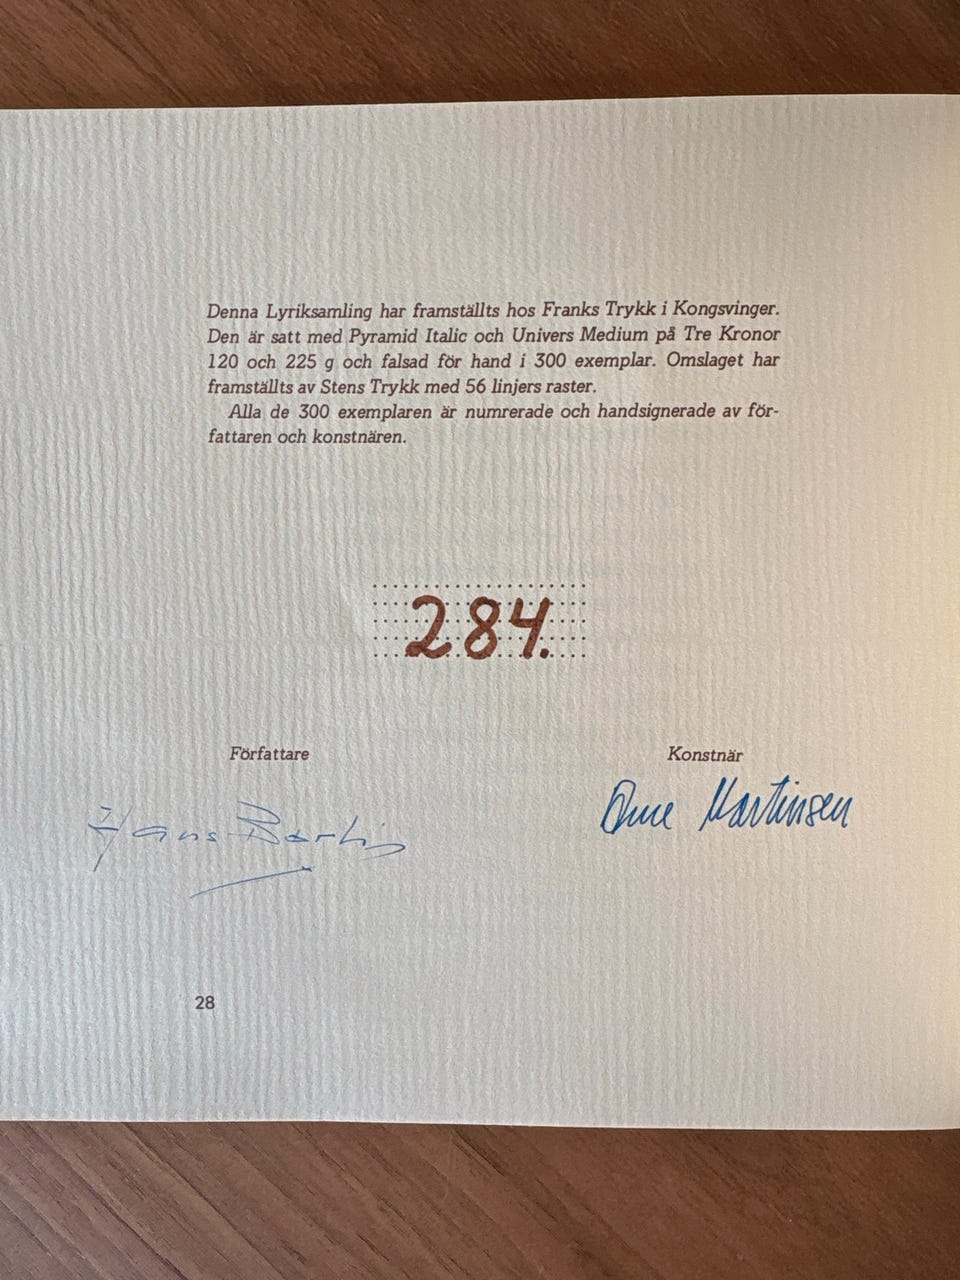 Denna Lyriksamling har framställts hos Franks Trykk i Kongsvinger.
Den är satt med Pyramid Italic och Univers Medium på Tre Kronor
120 och 225 g och falsad för hand i 300 exemplar. Omslaget har
framställts av Stens Trykk med 56 linjers raster.
Alla de 300 exemplaren är numrerade och handsignerade av för-
fattaren och konstnären.
284.
Författare Konstnär
Hans Børli Martinsen
28